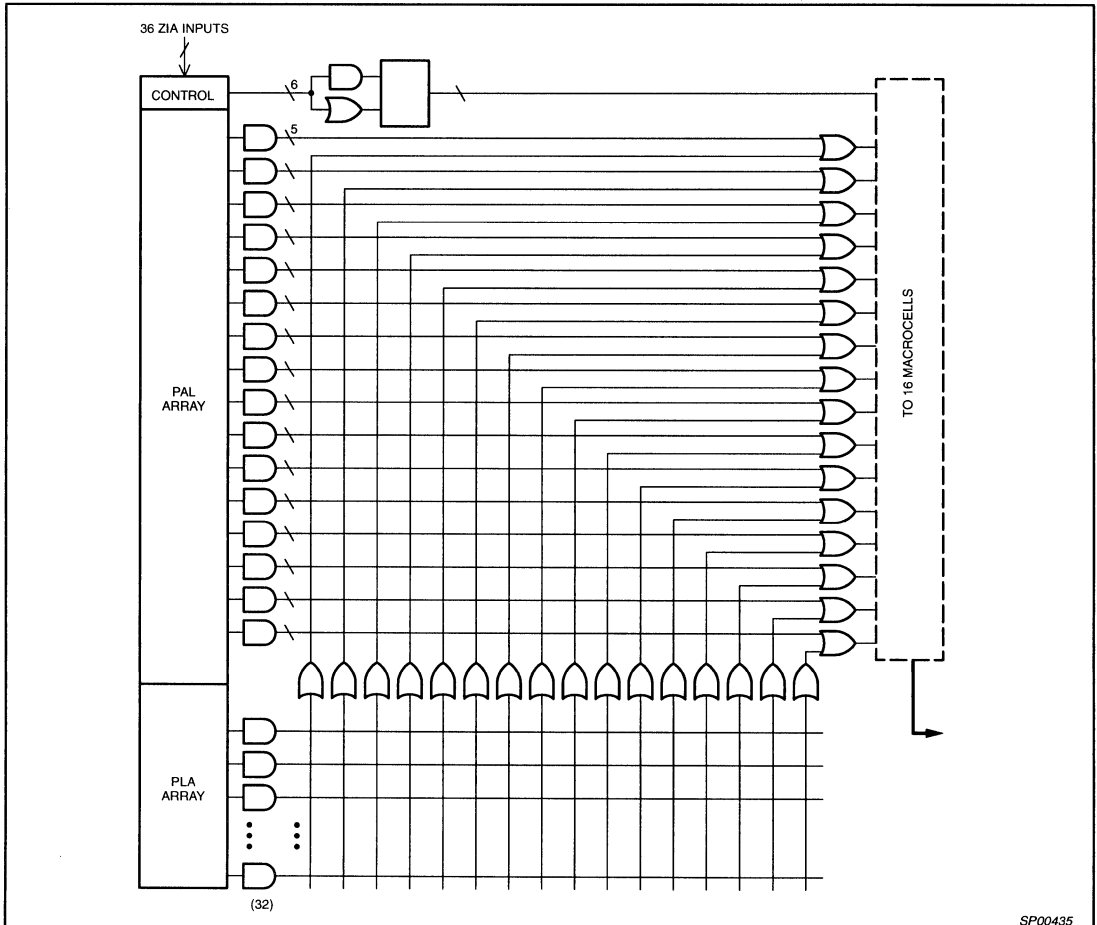 36 ZIA INPUTS
CONTROL
6
5
PAL
ARRAY
TO 16 MACROCELLS
PLA
ARRAY
(32)
SP00435